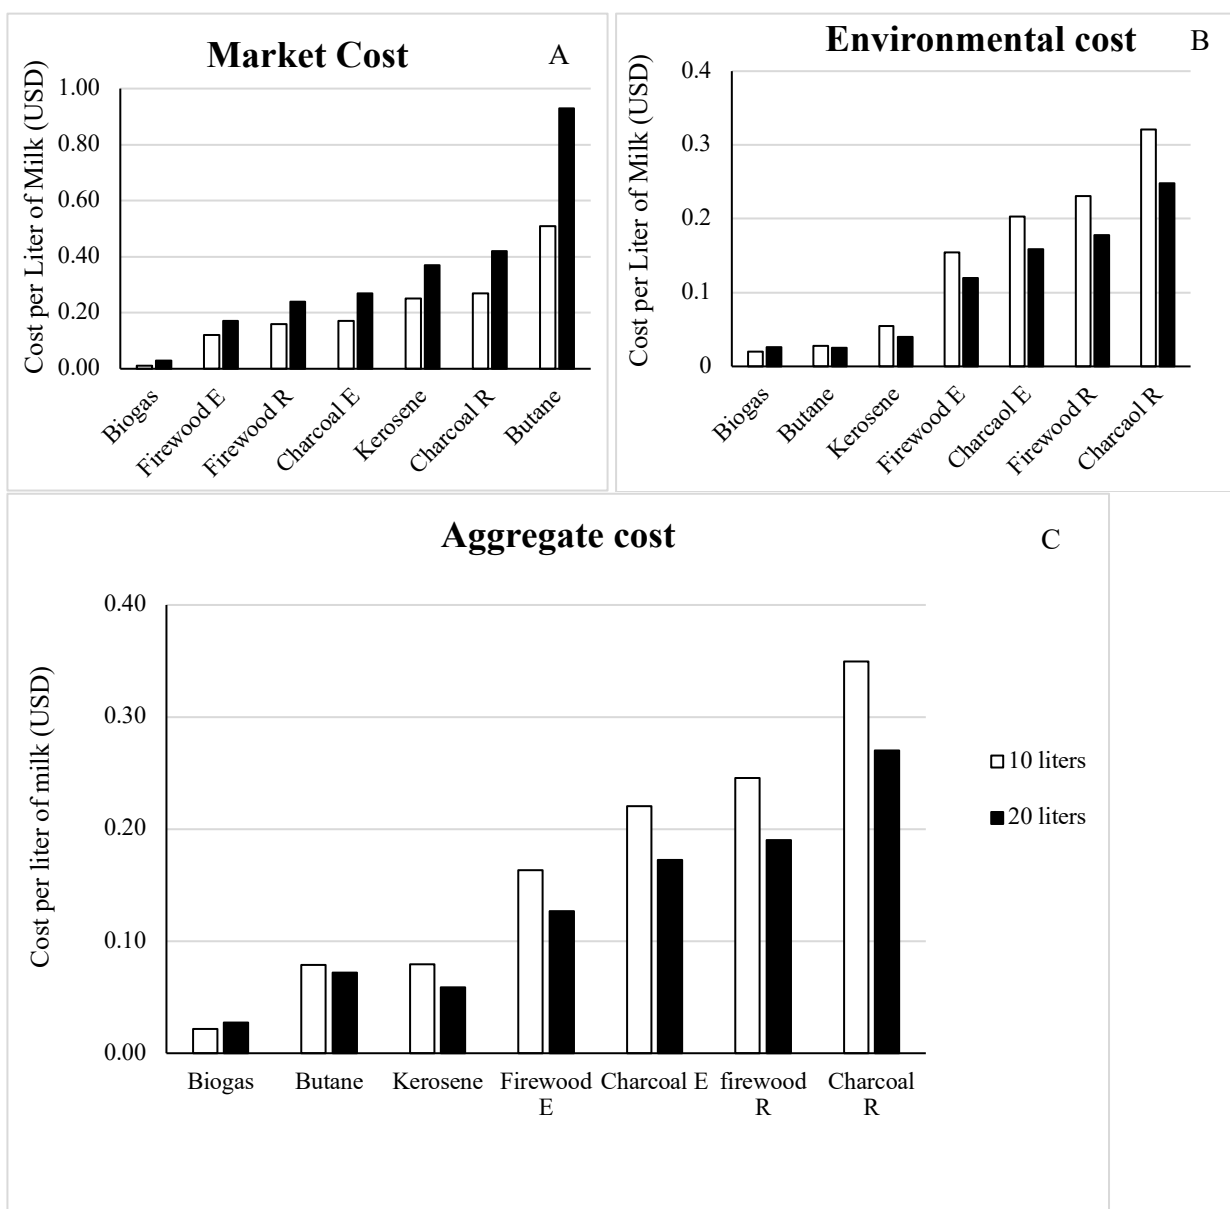 Market Cost
A
Cost per Liter of Milk (USD)
1.00
0.80
0.60
0.40
0.20
0.00
Biogas
Firewood E
Firewood R
Charcoal E
Kerosene
Charcoal R
Butane
Environmental cost
B
Cost per Liter of Milk (USD)
0.4
0.3
0.2
0.1
0
Biogas
Butane
Kerosene
Firewood E
Charcaol E
Firewood R
Charcaol R
Aggregate cost
C
Cost per liter of milk (USD)
0.40
0.30
0.20
0.10
0.00
Biogas
Butane
Kerosene
Firewood
E
Charcoal E
firewood
R
Charcoal
R
10 liters
20 liters